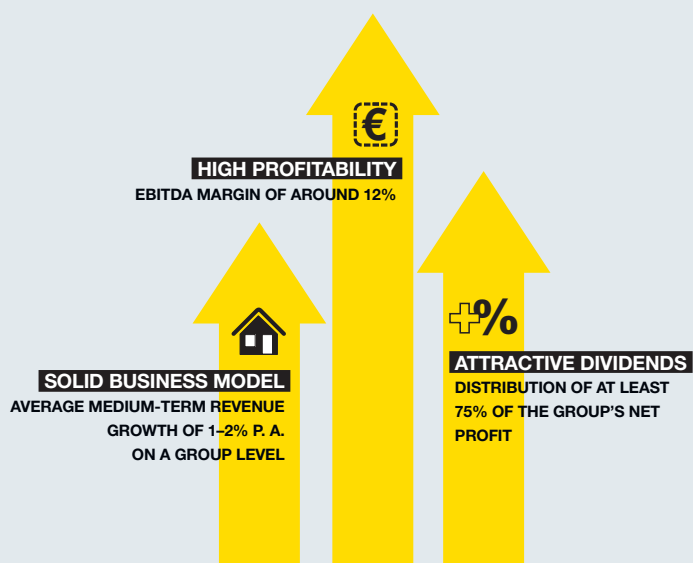 €
HIGH PROFITABILITY
EBITDA MARGIN OF AROUND 12%
%
SOLID BUSINESS MODEL
AVERAGE MEDIUM-TERM REVENUE
GROWTH OF 1–2% P. A.
ON A GROUP LEVEL
ATTRACTIVE DIVIDENDS
DISTRIBUTION OF AT LEAST
75% OF THE GROUP'S NET
PROFIT